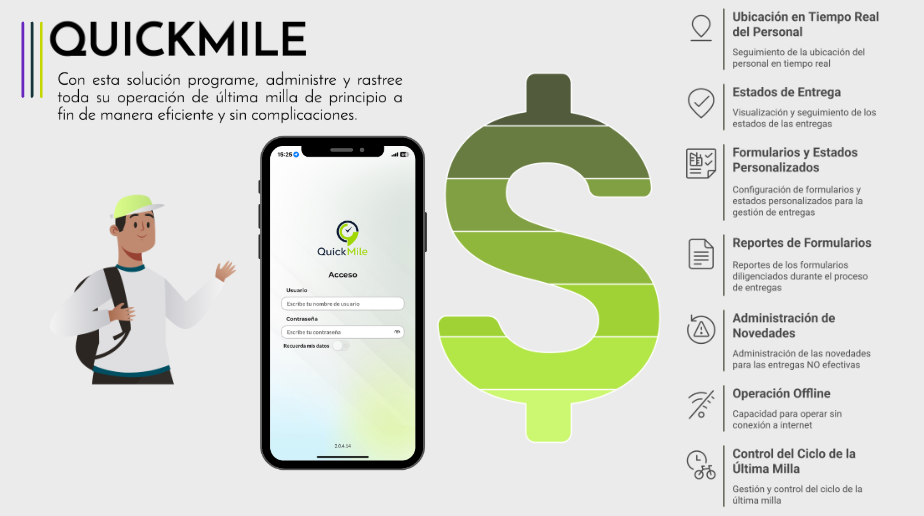 QUICKMILE
Con esta solución programe, administre y rastree
toda su operación de última milla de principio a
fin de manera eficiente y sin complicaciones.
15:25
QuickMile
Acceso
Usuario
Escribe tu nombre de usuario
Contraseña
Escribe tu contraseña
Recuerda mis datos
2.0.4.14
Ubicación en Tiempo Real
del Personal
Seguimiento de la ubicación del
personal en tiempo real
Estados de Entrega
Visualización y seguimiento de los
estados de las entregas
Formularios y Estados
Personalizados
Configuración de formularios y
estados personalizados para la
gestión de entregas
Reportes de Formularios
Reportes de los formularios
diligenciados durante el proceso
de entregas
Administración de
Novedades
Administración de las novedades
para las entregas NO efectivas
Operación Offline
Capacidad para operar sin
conexión a internet
Control del Ciclo de la
Última Milla
Gestión y control del ciclo de la
última milla